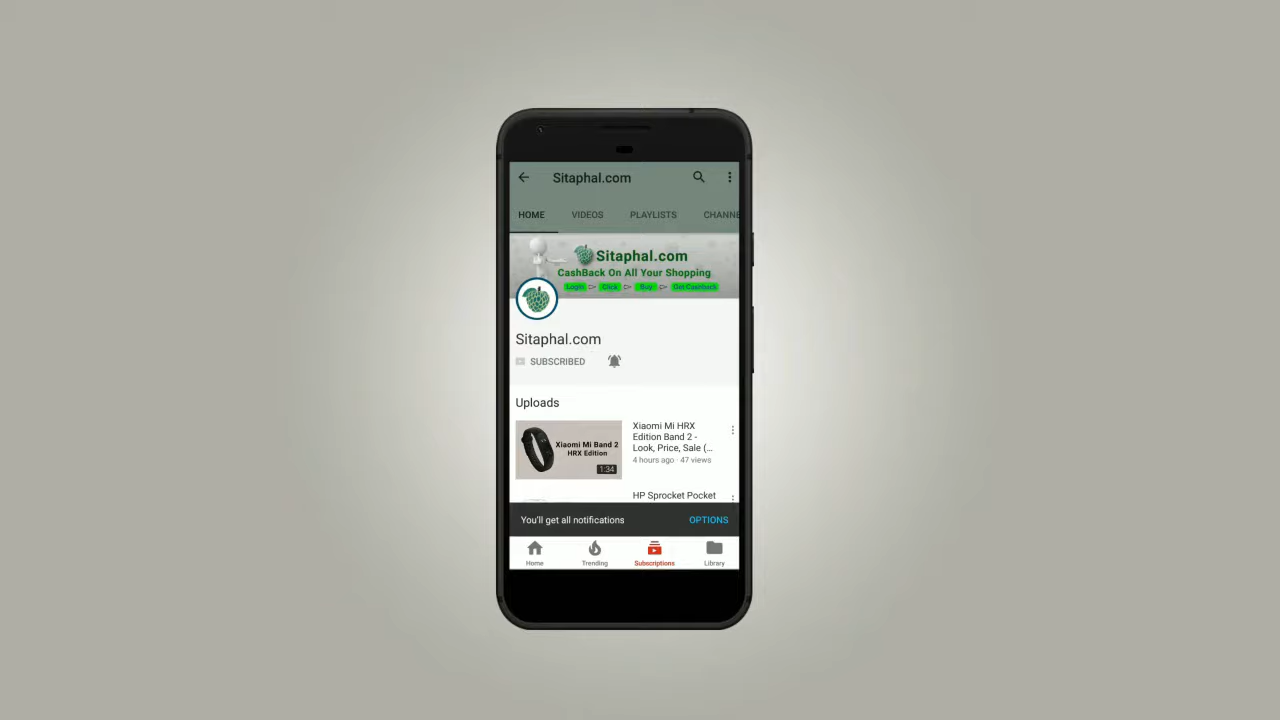 Sitaphal.com
HOME VIDEOS PLAYLISTS CHANNE
Sitaphal.com
CashBack On All Your Shopping
Login Click Buy Get Cashback
Sitaphal.com
SUBSCRIBED
Uploads
Xiaomi Mi Band 2
HRX Edition
1:34
Xiaomi Mi HRX
Edition Band 2 -
Look, Price, Sale (...
4 hours ago · 47 views
HP Sprocket Pocket
You'll get all notifications OPTIONS
Home Trending Subscriptions Library